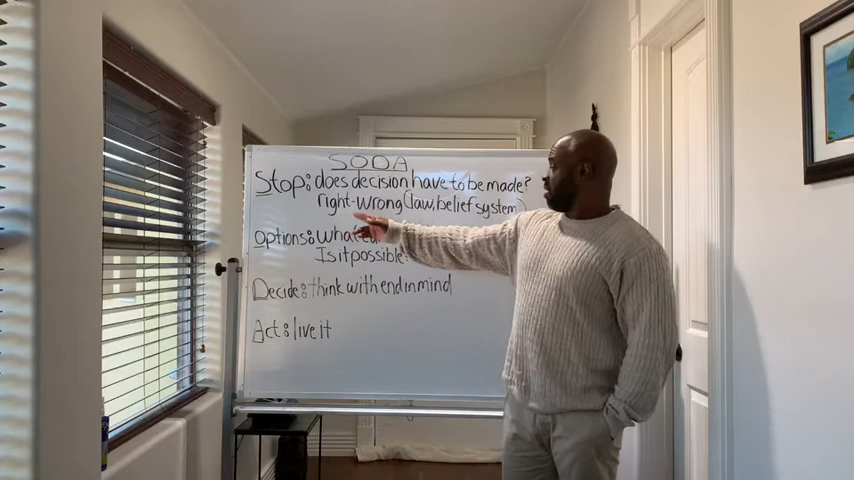 SODA
Stop: does decision have to be made?
right-wrong (law, belief system)
Options: What
Is it possible?
Decide: think with end in mind
Act: live it